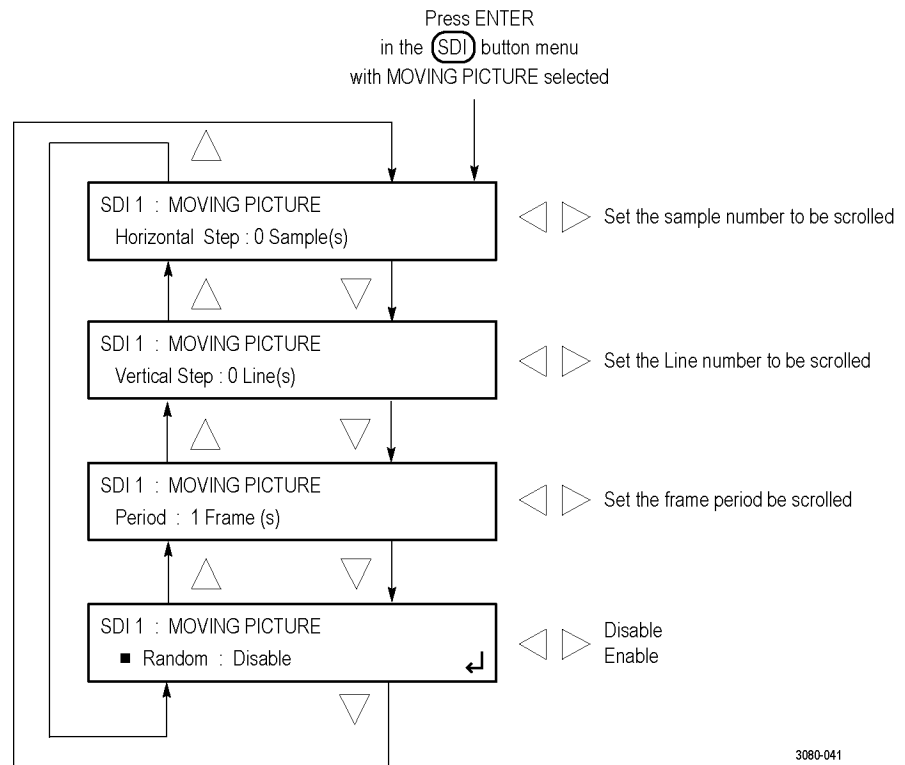 Press ENTER
in the SDI button menu
with MOVING PICTURE selected
SDI 1 : MOVING PICTURE
Horizontal Step : 0 Sample(s)
Set the sample number to be scrolled
SDI 1 : MOVING PICTURE
Vertical Step : 0 Line(s)
Set the Line number to be scrolled
SDI 1 : MOVING PICTURE
Period : 1 Frame (s)
Set the frame period be scrolled
SDI 1 : MOVING PICTURE
■ Random : Disable
Disable
Enable
3080-041